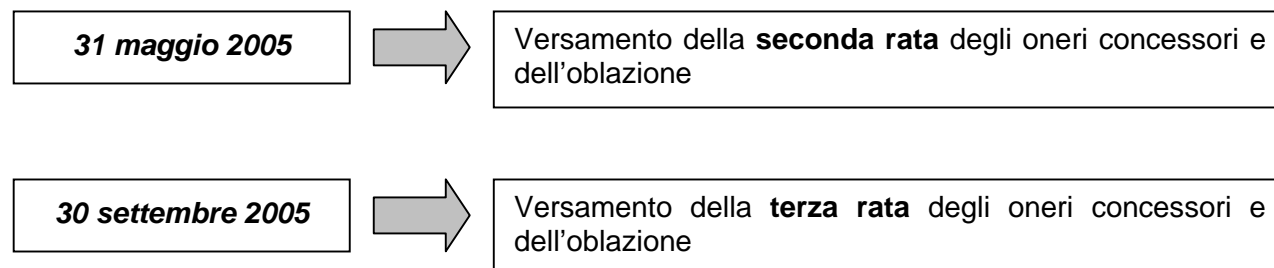 31 maggio 2005
Versamento della seconda rata degli oneri concessori e
dell’oblazione
30 settembre 2005
Versamento della terza rata degli oneri concessori e
dell’oblazione